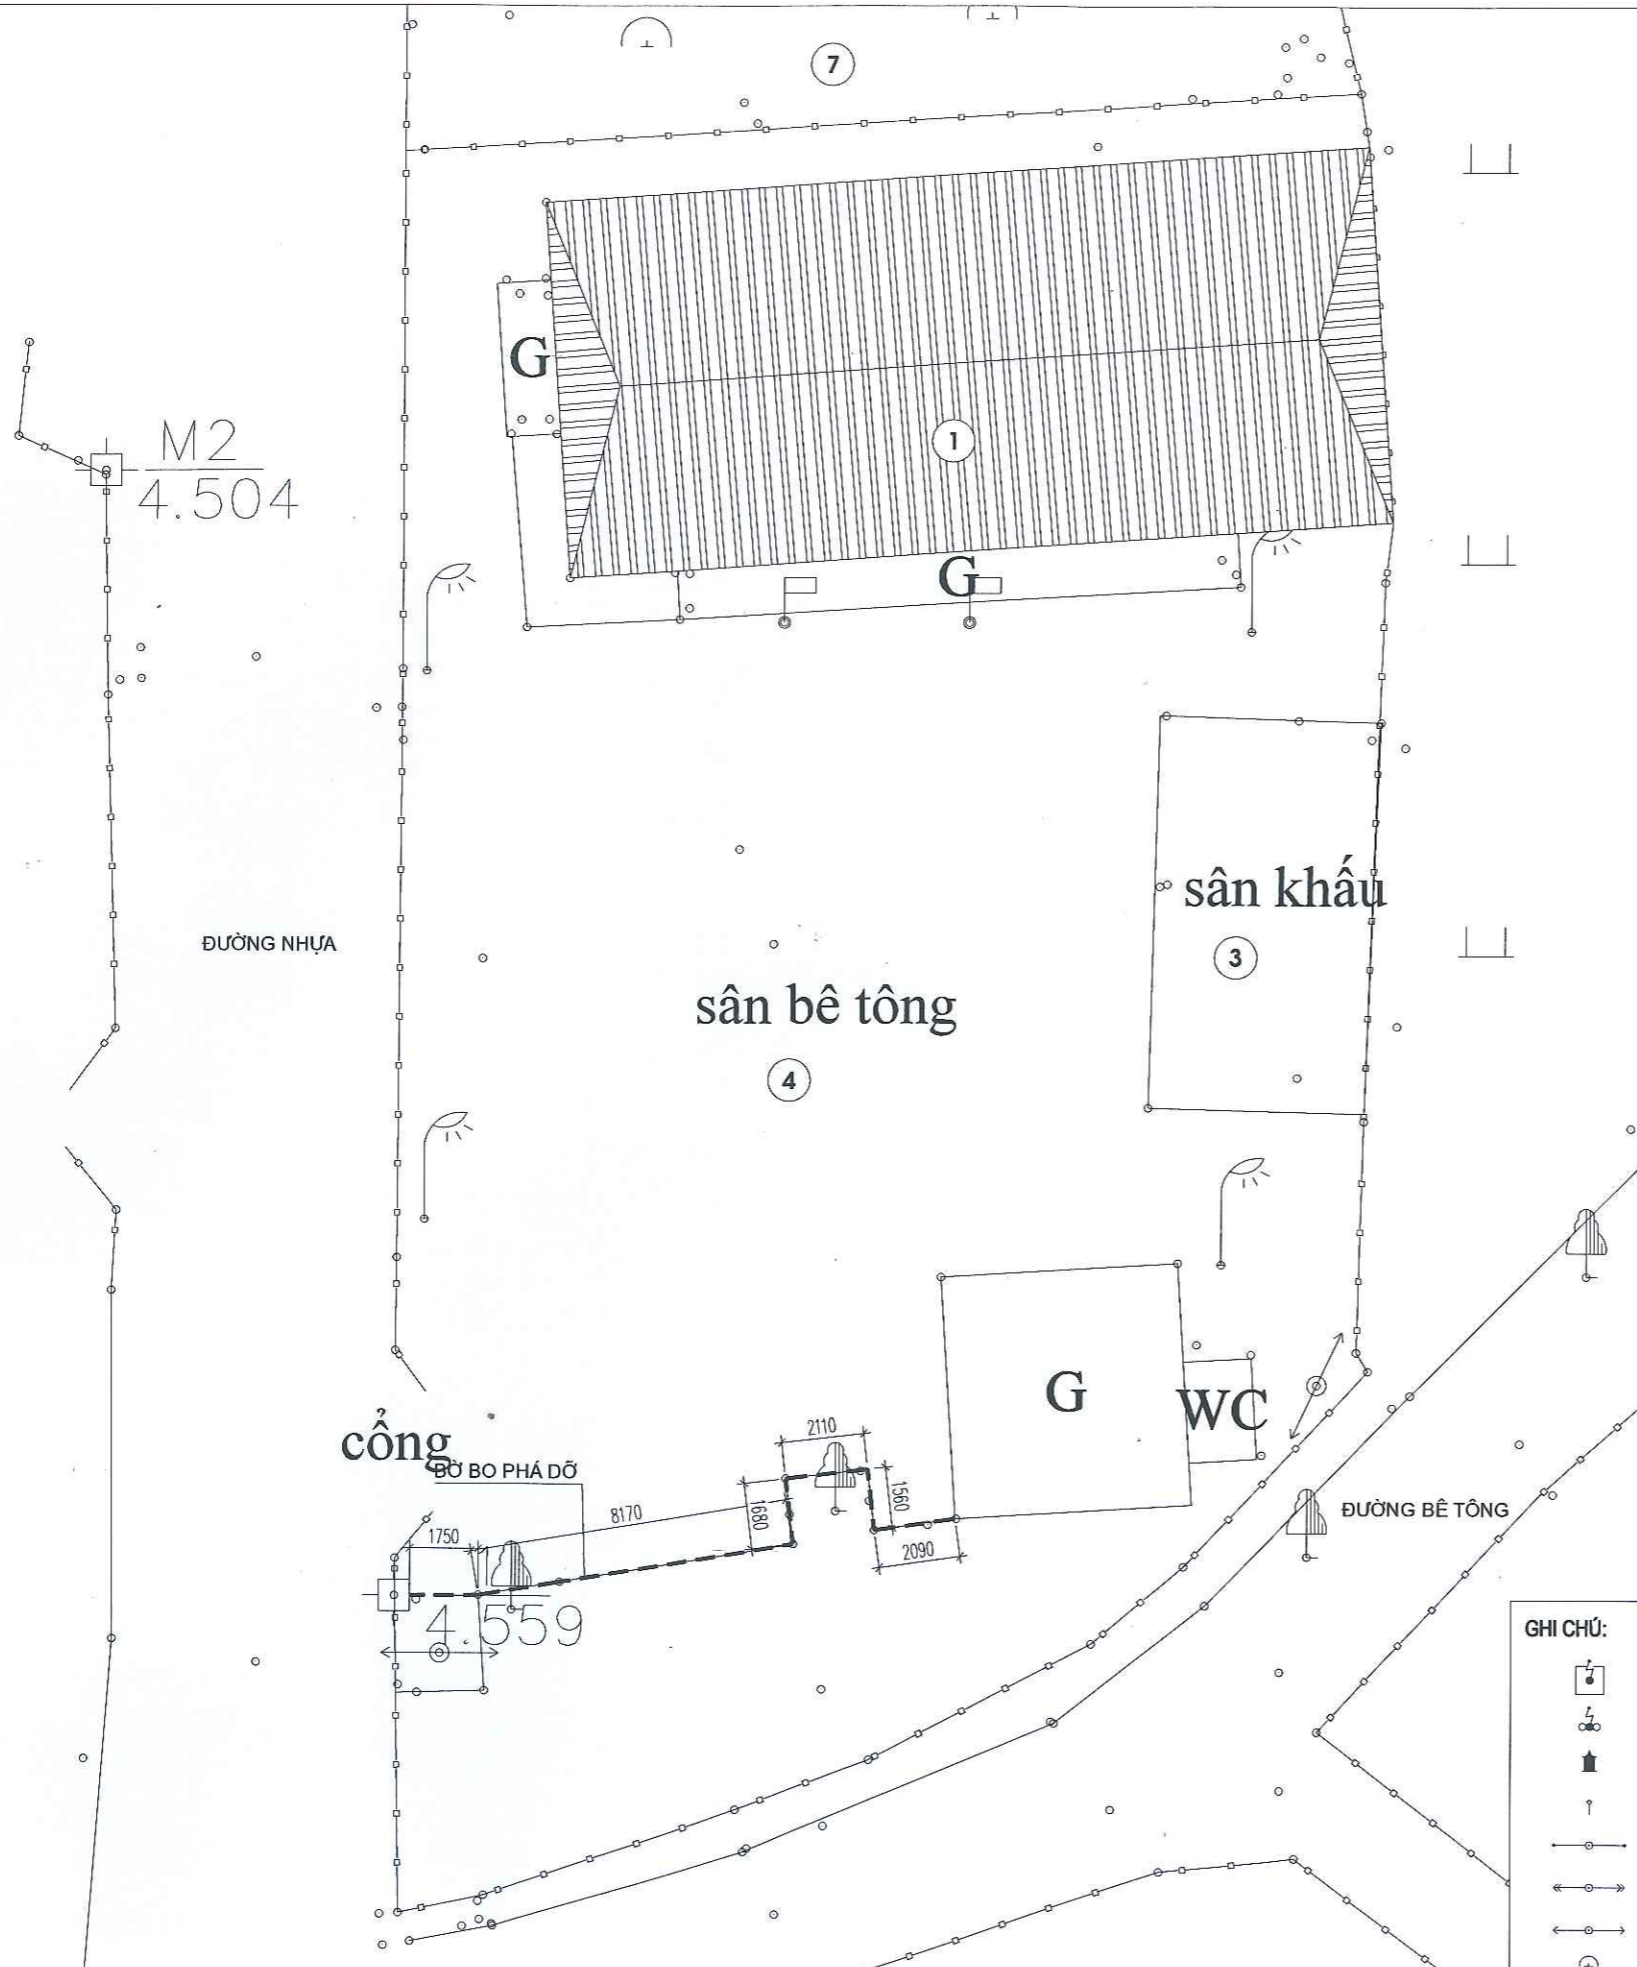 7
G
1
M2
4.504
G
sân khấu
3
ĐƯỜNG NHỰA
sân bê tông
4
G
WC
cổng
BỜ BO PHÁ DỠ
2110
1680
1560
8170
1750
2090
ĐƯỜNG BÊ TÔNG
4.559
GHI CHÚ: